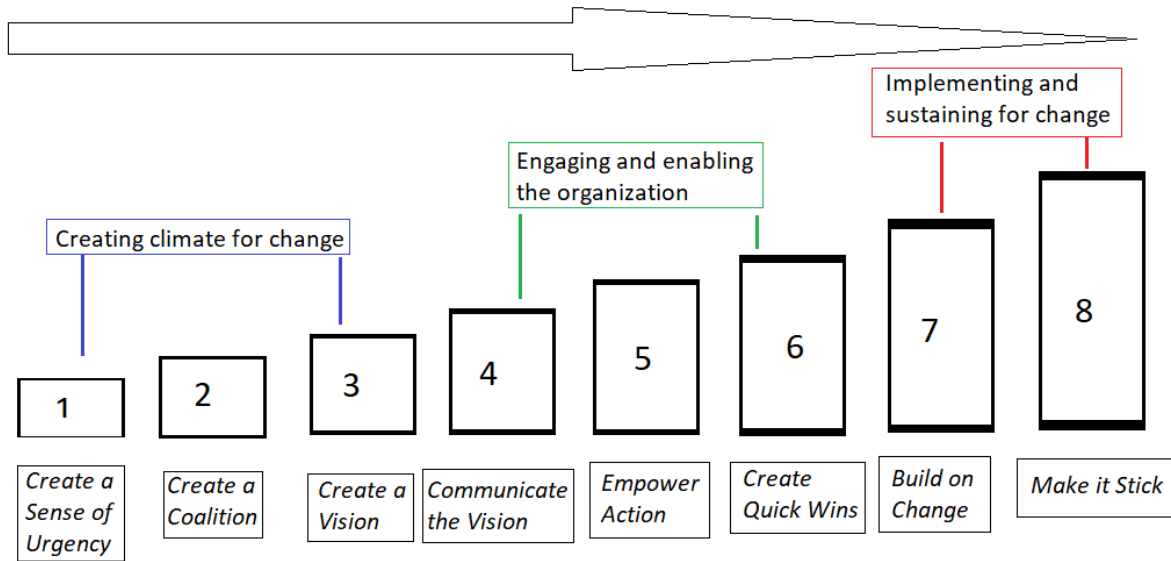 Implementing and
sustaining for change
Engaging and enabling
the organization
Creating climate for change
1
2
3
4
5
6
7
8
Create a
Sense of
Urgency
Create a
Coalition
Create a
Vision
Communicate
the Vision
Empower
Action
Create
Quick Wins
Build on
Change
Make it Stick